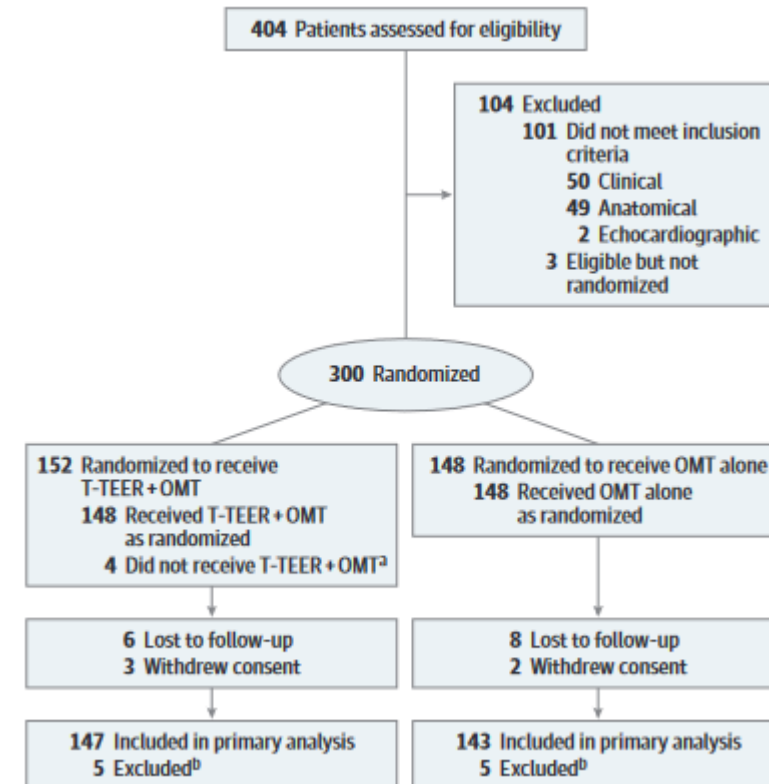 404 Patients assessed for eligibility
104 Excluded
101 Did not meet inclusion
criteria
50 Clinical
49 Anatomical
2 Echocardiographic
3 Eligible but not
randomized
300 Randomized
152 Randomized to receive
T-TEER+OMT
148 Received T-TEER+OMT
as randomized
4 Did not receive T-TEER+OMTᵃ
148 Randomized to receive OMT alone
148 Received OMT alone
as randomized
6 Lost to follow-up
3 Withdrew consent
8 Lost to follow-up
2 Withdrew consent
147 Included in primary analysis
5 Excludedᵇ
143 Included in primary analysis
5 Excludedᵇ